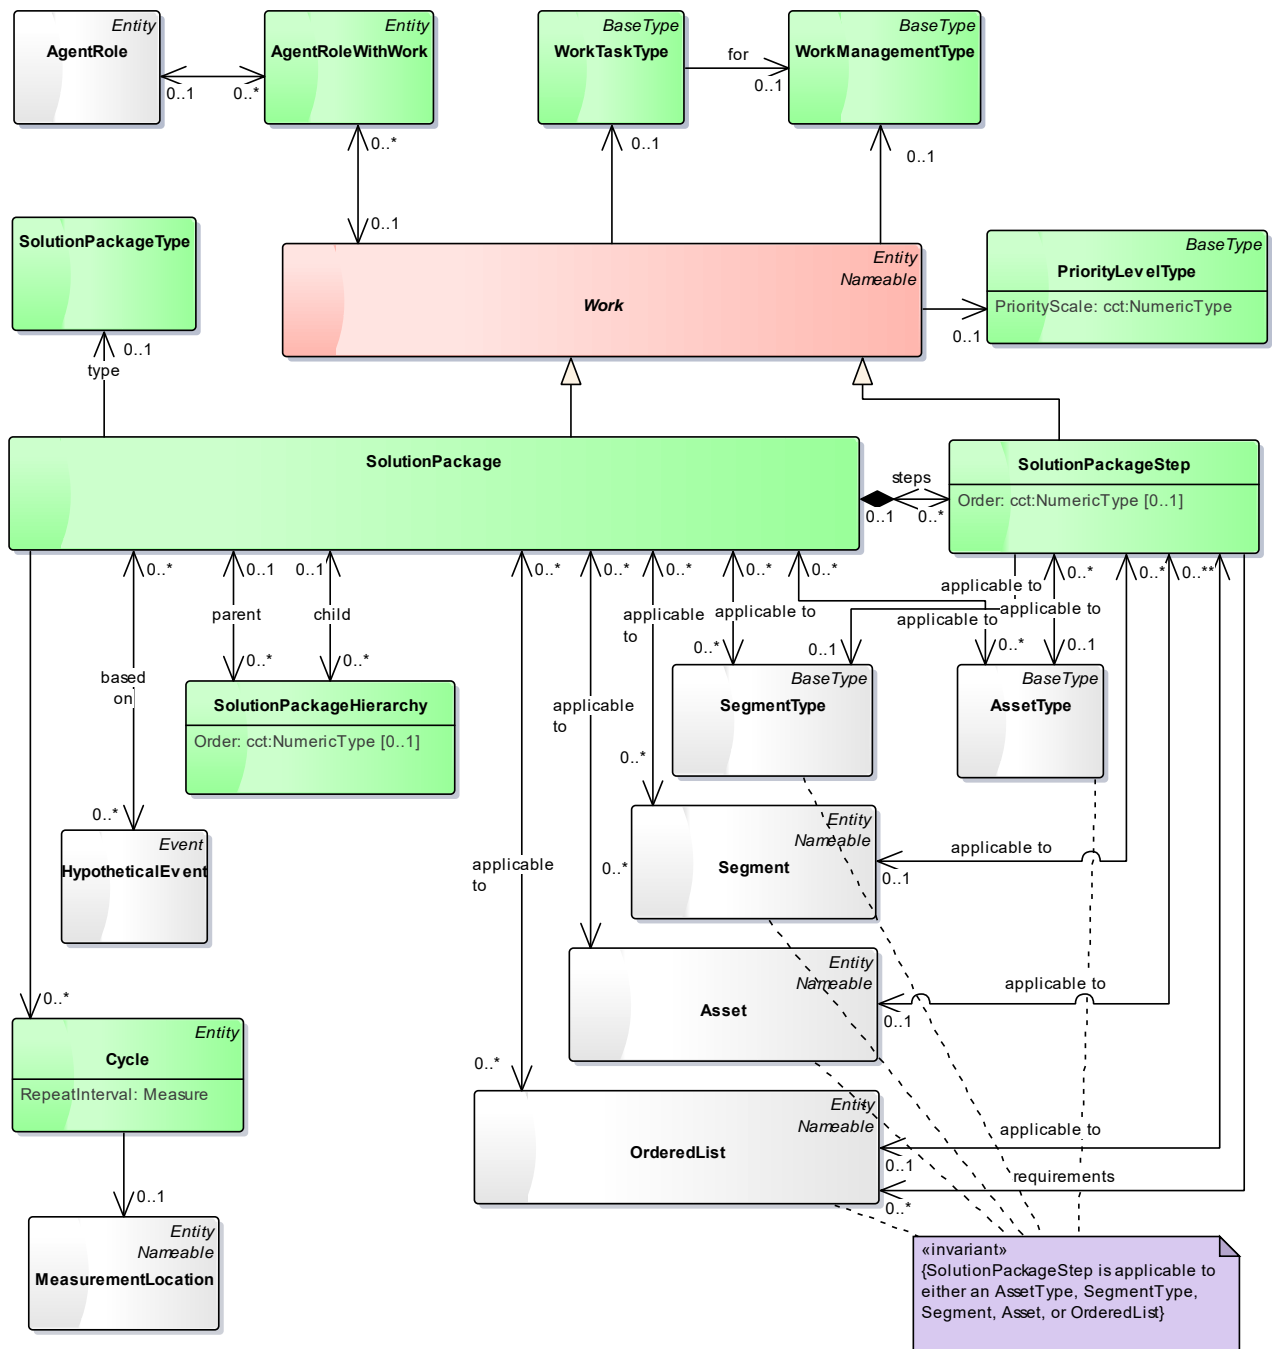 Entity
AgentRole
Entity
AgentRoleWithWork
BaseType
WorkTaskType
BaseType
WorkManagementType
for
0..1
0..1
0..*
0..*
0..1
0..1
0..1
SolutionPackageType
0..1
type
Entity
Nameable
Work
BaseType
PriorityLevelType
PriorityScale: cct:NumericType
0..1
SolutionPackage
steps
0..1
0..*
SolutionPackageStep
Order: cct:NumericType [0..1]
0..*
0..1
0..1
0..*
0..*
0..*
0..*
0..*
0..*
0..*
0..**
parent
child
applicable
to
applicable to
applicable to
applicable to
applicable to
0..*
0..*
0..*
0..1
0..*
0..1
based
on
SolutionPackageHierarchy
Order: cct:NumericType [0..1]
BaseType
SegmentType
BaseType
AssetType
applicable
to
0..*
0..*
Event
HypotheticalEvent
Entity
Nameable
Segment
applicable to
0..1
applicable
to
0..*
Entity
Nameable
Asset
applicable to
0..1
0..*
Entity
Cycle
RepeatInterval: Measure
0..*
Entity
Nameable
OrderedList
applicable to
0..1
requirements
0..*
0..1
Entity
Nameable
MeasurementLocation
«invariant»
{SolutionPackageStep is applicable to
either an AssetType, SegmentType,
Segment, Asset, or OrderedList}